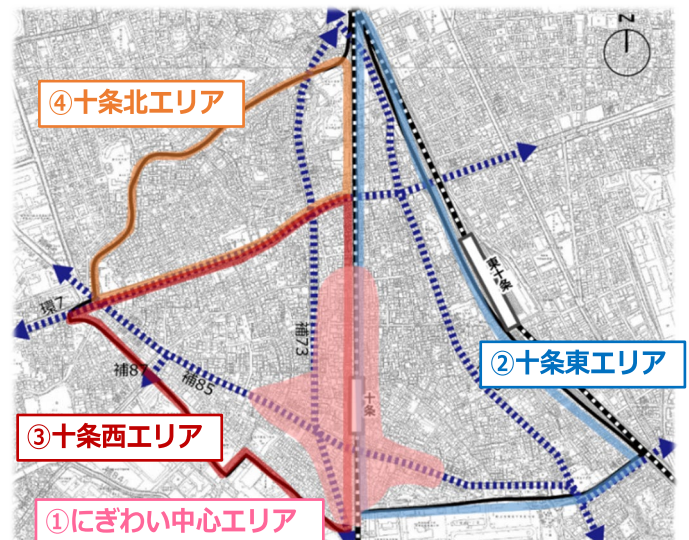 N
④十条北エリア
東十条
環7
補73
②十条東エリア
補87
補85
十条
③十条西エリア
①にぎわい中心エリア